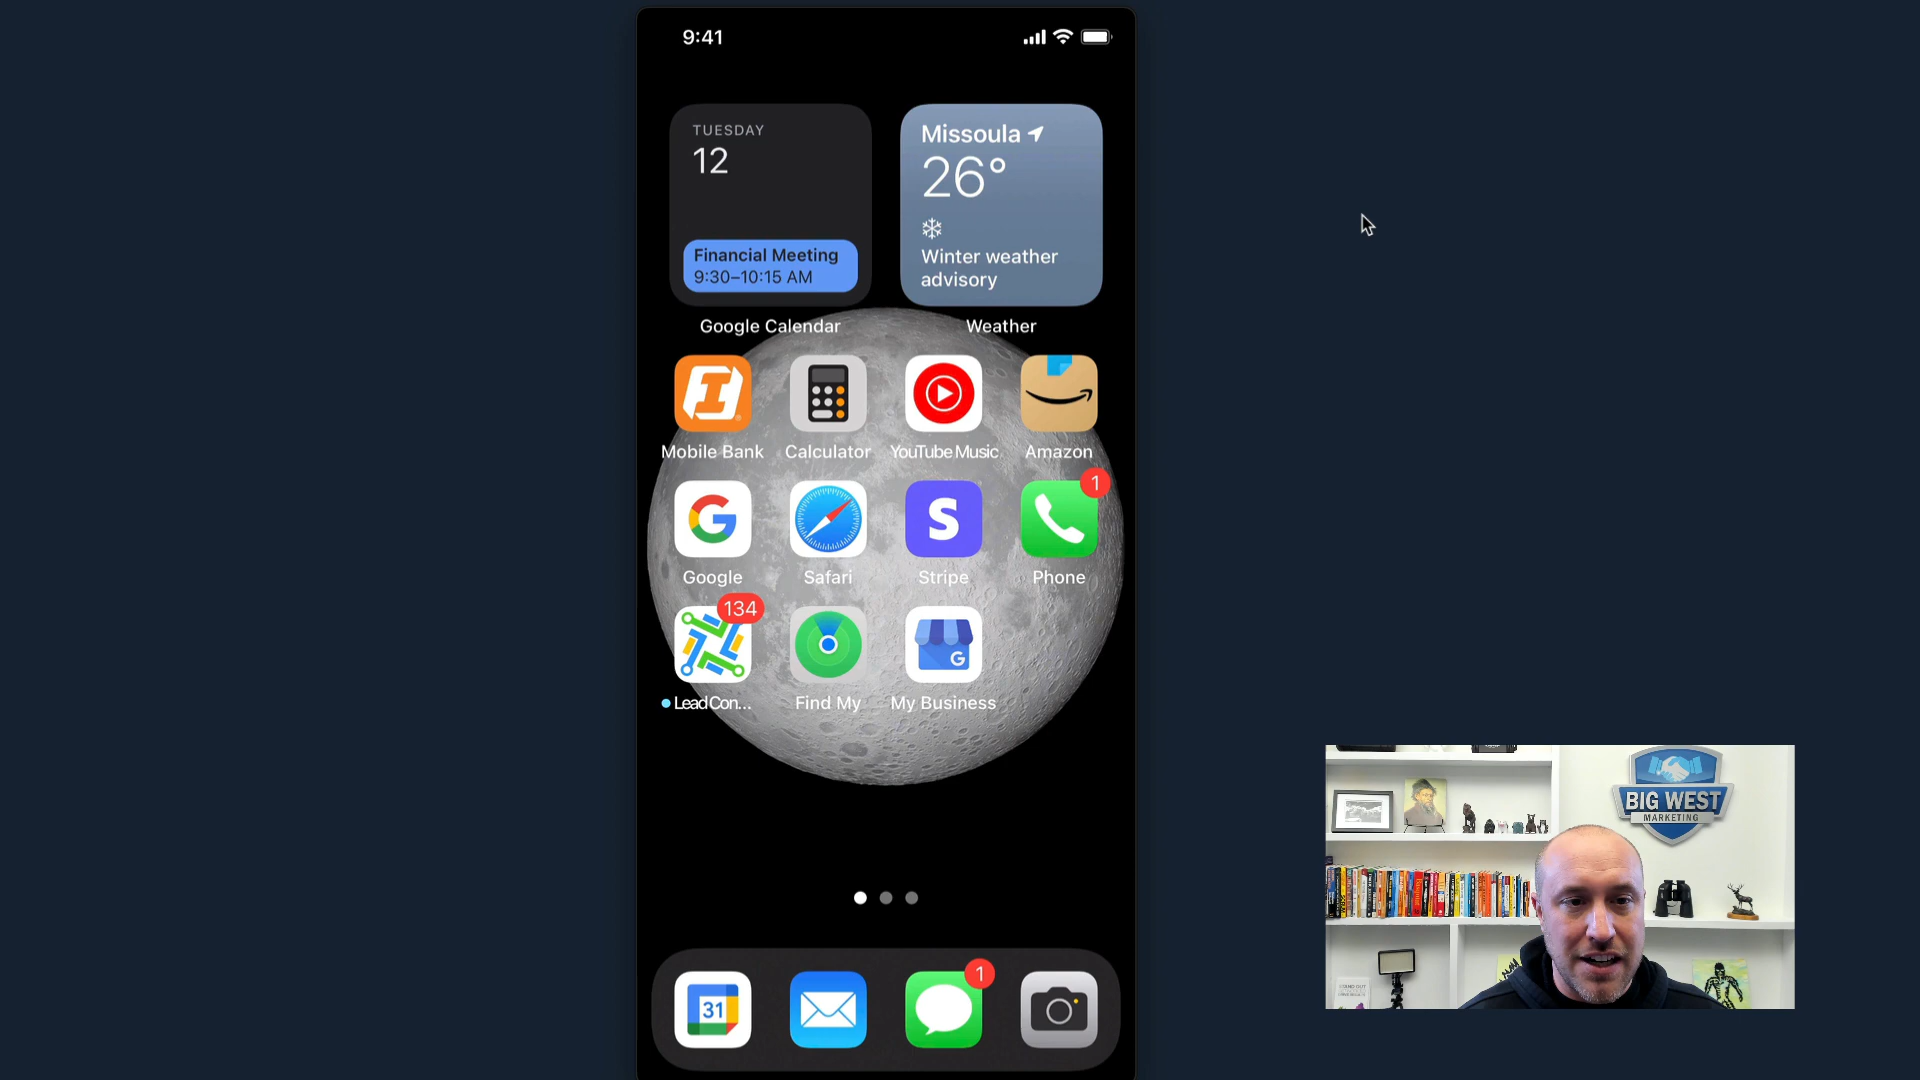 9:41
TUESDAY
12
Financial Meeting
9:30–10:15 AM
Google Calendar
Missoula
26°
Winter weather
advisory
Weather
Mobile Bank
Calculator
YouTube Music
Amazon
1
Google
Safari
Stripe
Phone
134
LeadCon...
Find My
My Business
31
1
BIG WEST
MARKETING